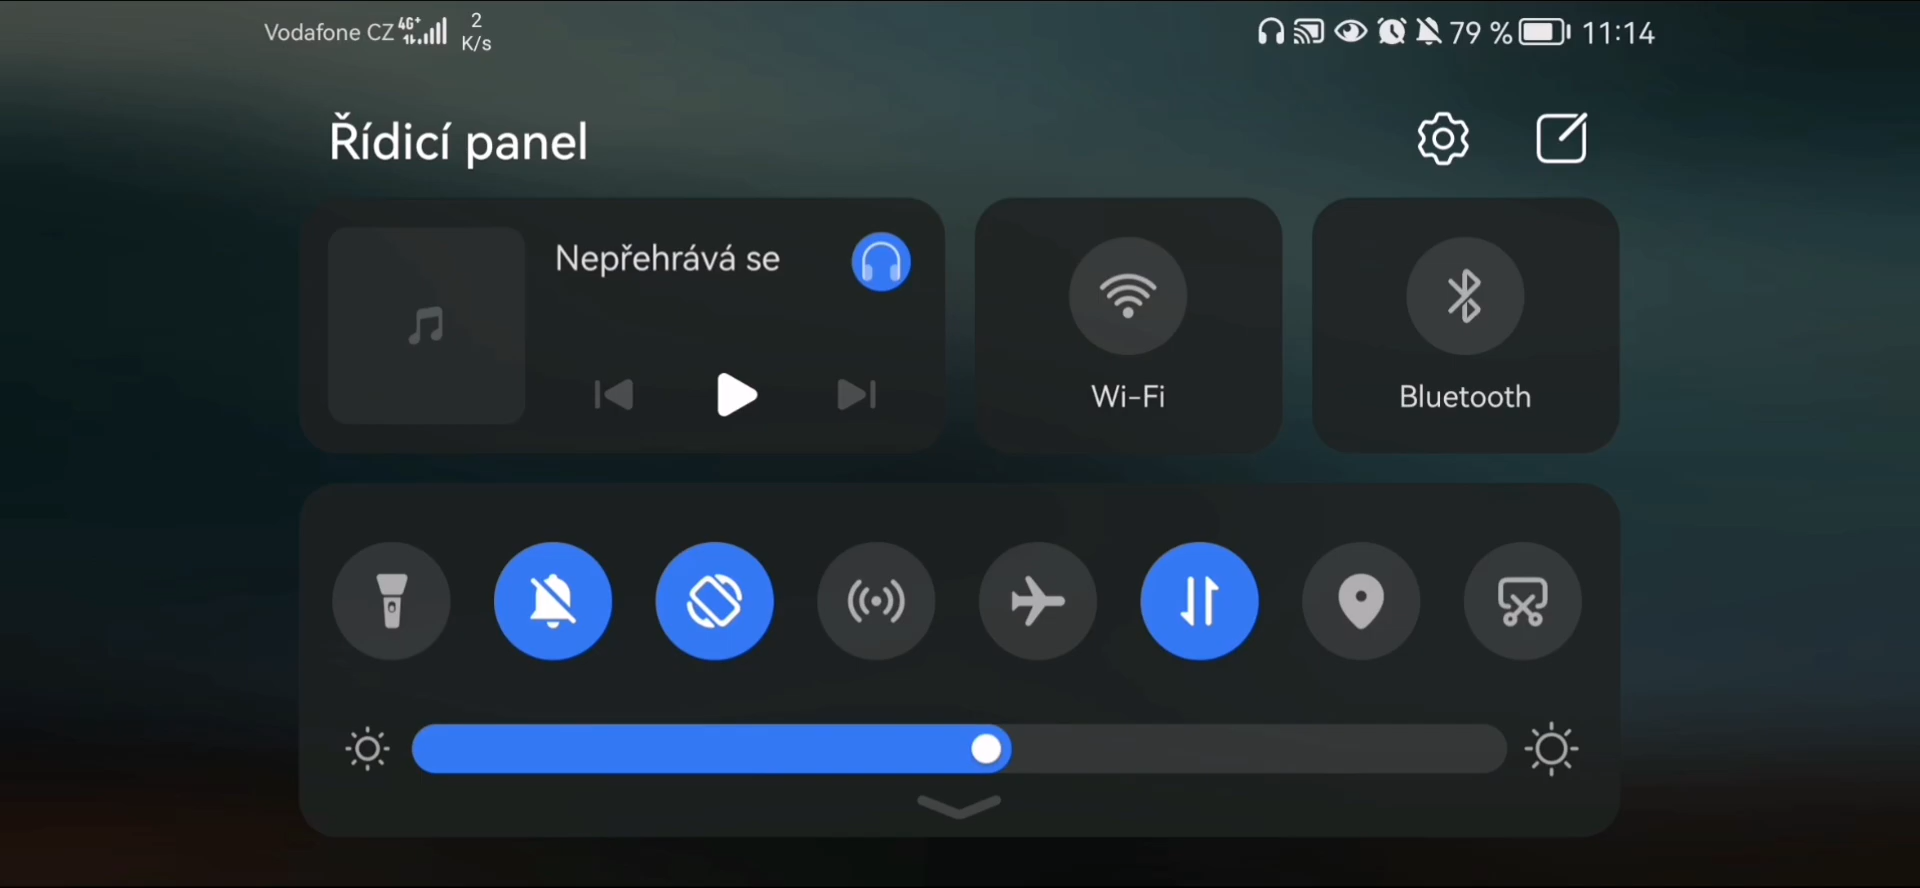 Vodafone CZ 4G+ 2 K/s 79 % 11:14
Řídicí panel
Nepřehrává se
Wi-Fi
Bluetooth